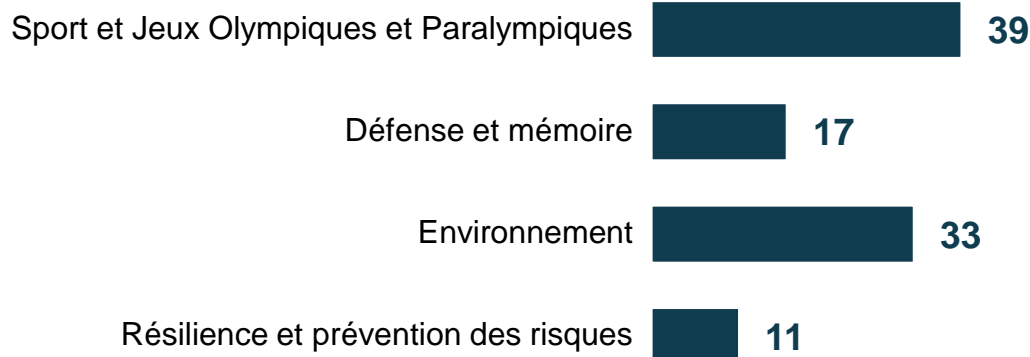 Sport et Jeux Olympiques et Paralympiques 39
Défense et mémoire 17
Environnement 33
Résilience et prévention des risques 11